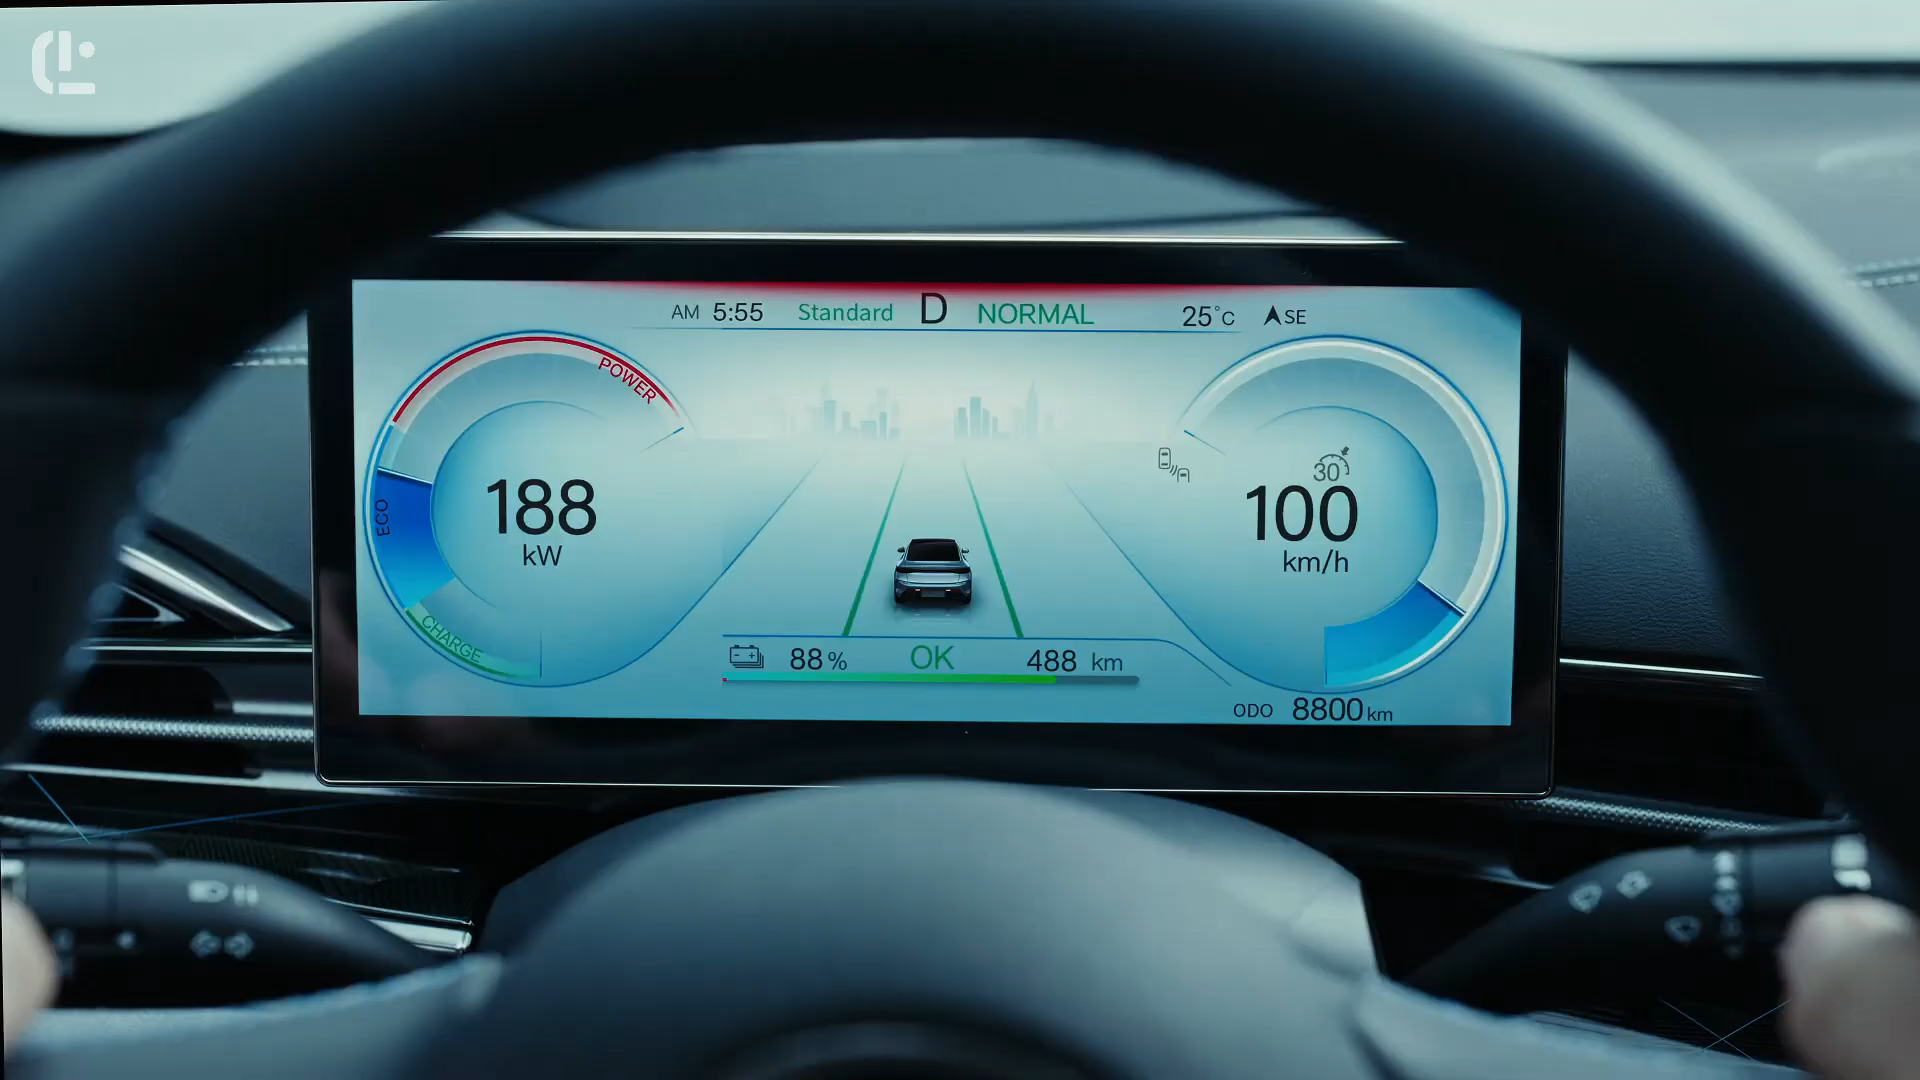 AM 5:55 Standard D NORMAL 25°C SE
POWER
ECO
CHARGE
188
kW
30
100
km/h
88% OK 488 km
ODO 8800 km